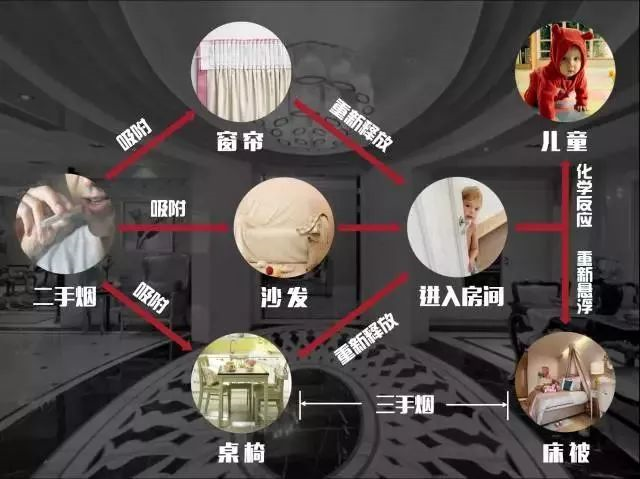 窗帘
儿童
吸附
重新释放
二手烟
吸附
沙发
进入房间
化学反应
重新悬浮
吸附
重新释放
三手烟
桌椅
床被